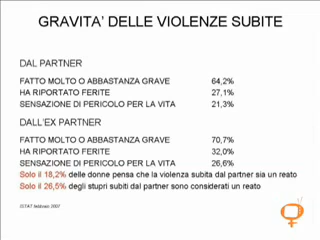 GRAVITA' DELLE VIOLENZE SUBITE
DAL PARTNER
FATTO MOLTO O ABBASTANZA GRAVE 64,2%
HA RIPORTATO FERITE 27,1%
SENSAZIONE DI PERICOLO PER LA VITA 21,3%
DALL'EX PARTNER
FATTO MOLTO O ABBASTANZA GRAVE 70,7%
HA RIPORTATO FERITE 32,0%
SENSAZIONE DI PERICOLO PER LA VITA 26,6%
Solo il 18,2% delle donne pensa che la violenza subita dal partner sia un reato
Solo il 26,5% degli stupri subiti dal partner sono considerati un reato
ISTAT febbraio 2007